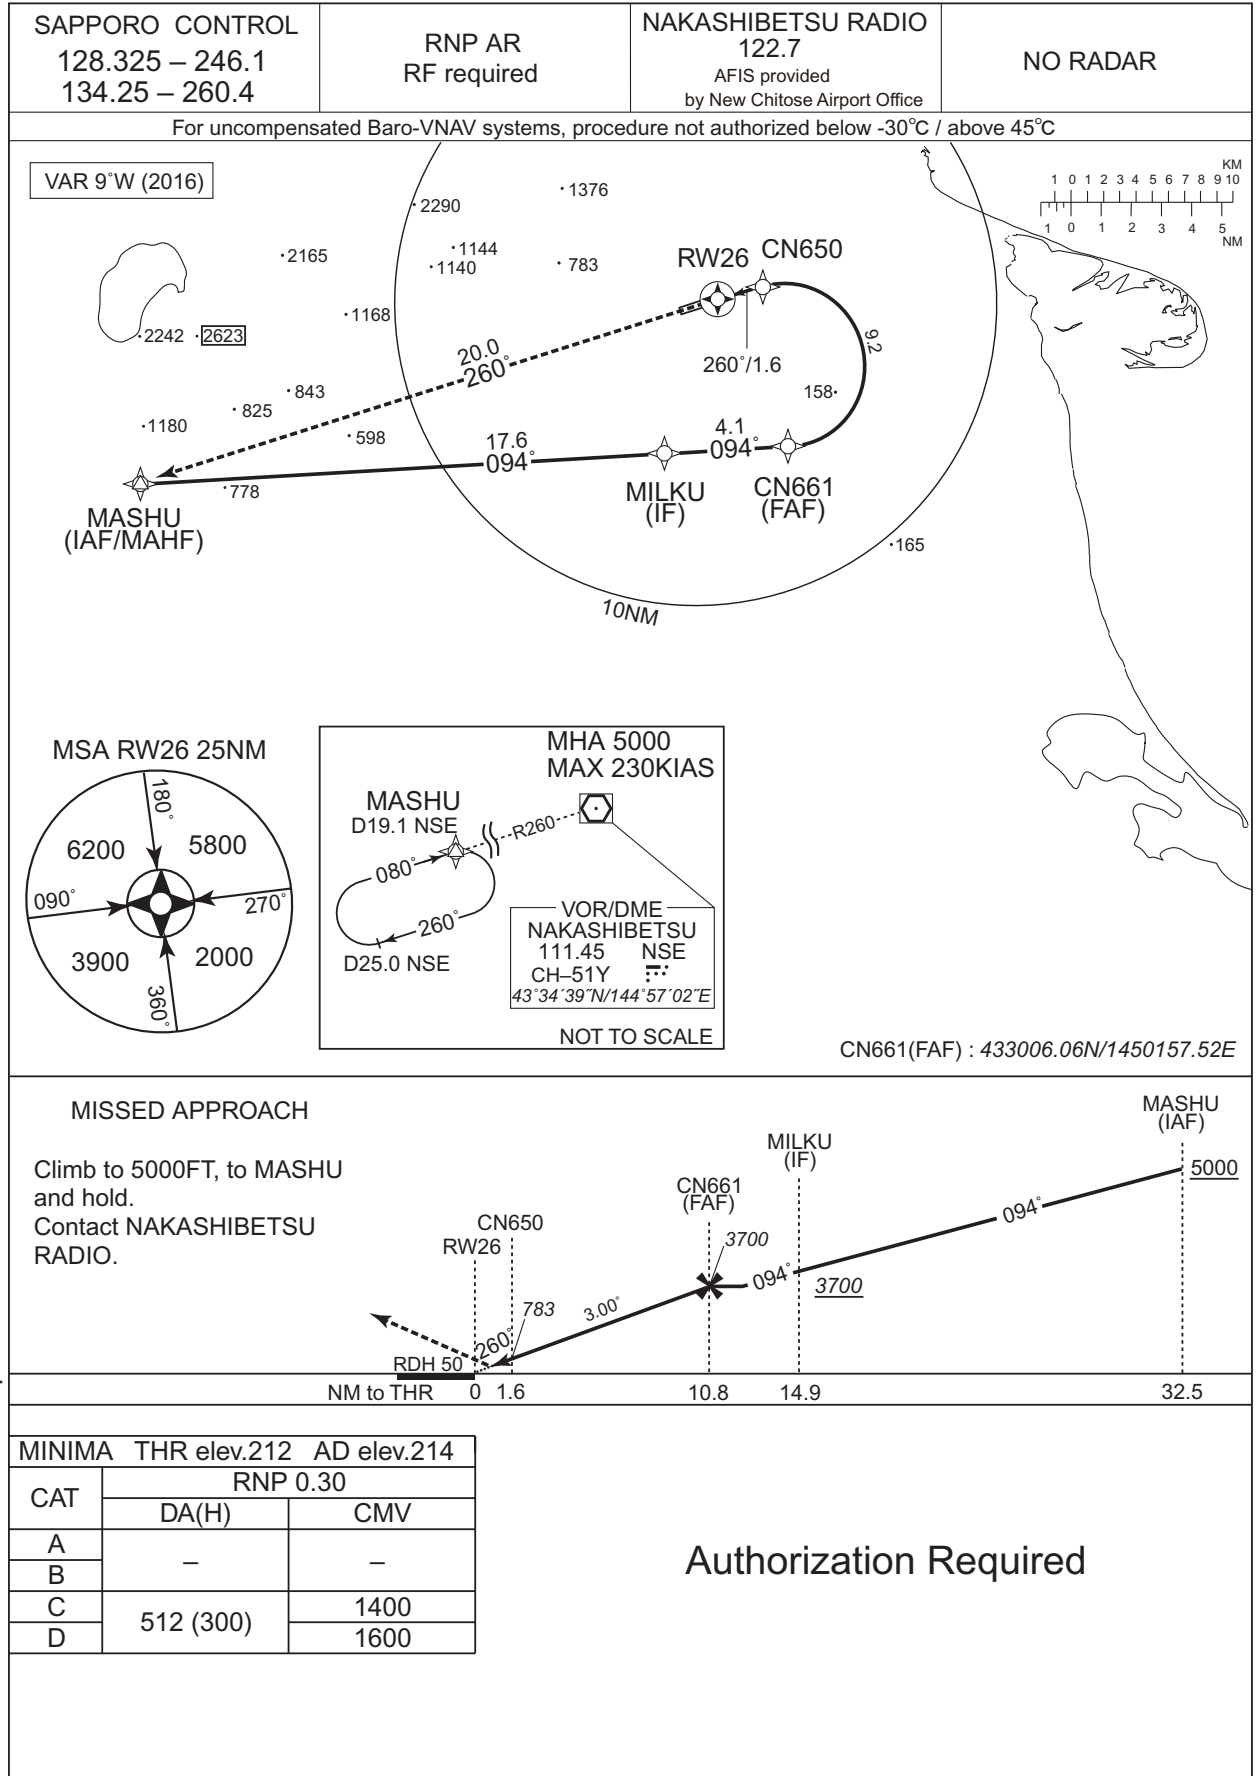 SAPPORO CONTROL
128.325 – 246.1
134.25 – 260.4
RNP AR
RF required
NAKASHIBETSU RADIO
122.7
AFIS provided
by New Chitose Airport Office
NO RADAR
For uncompensated Baro-VNAV systems, procedure not authorized below -30℃ / above 45℃
VAR 9˚W (2016)
KM
1 0 1 2 3 4 5 6 7 8 9 10
1 0 1 2 3 4 5
NM
1376
2290
2165
1144
1140
783
RW26 CN650
1168
2242
2623
20.0
260˚
260˚/1.6
9.2
158
843
825
1180
598
17.6
094˚
4.1
094˚
778
MASHU
(IAF/MAHF)
MILKU
(IF)
CN661
(FAF)
165
10NM
MSA RW26 25NM
180˚
6200
5800
090˚
270˚
3900
2000
360˚
MHA 5000
MAX 230KIAS
MASHU
D19.1 NSE
R260
080˚
260˚
D25.0 NSE
VOR/DME
NAKASHIBETSU
111.45 NSE
CH–51Y
43˚34´39˝N/144˚57´02˝E
NOT TO SCALE
CN661(FAF) : 433006.06N/1450157.52E
MISSED APPROACH
Climb to 5000FT, to MASHU
and hold.
Contact NAKASHIBETSU
RADIO.
MASHU
(IAF)
5000
MILKU
(IF)
CN661
(FAF)
CN650
RW26
094˚
3700
094˚
3700
783
3.00˚
260˚
RDH 50
NM to THR 0 1.6 10.8 14.9 32.5
MINIMA THR elev.212 AD elev.214
CAT
RNP 0.30
DA(H) CMV
A
B
– –
C
D
512 (300)
1400
1600
Authorization Required